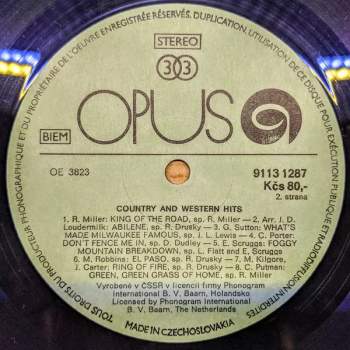 TOUS DROITS DU PRODUCTEUR PHONOGRAPHIQUE ET DU PROPRIÉTAIRE DE L'OEUVRE ENREGISTRÉE RÉSERVÉS. DUPLICATION, UTILISATION DE CE DISQUE POUR EXÉCUTION PUBLIQUE ET RADIODIFFUSION INTERDITES
STEREO
33
OPUS
BIEM
OE 3823
9113 1287
Kčs 80,-
2. strana
COUNTRY AND WESTERN HITS
1. R. Miller: KING OF THE ROAD, sp. R. Miller — 2. Arr. J. D.
Loudermilk: ABILENE, sp. R. Drusky — 3. G. Sutton: WHAT'S
MADE MILWAUKEE FAMOUS, sp. J. L. Lewis — 4. C. Porter:
DON'T FENCE ME IN, sp. D. Dudley — 5. E. Scruggs: FOGGY
MOUNTAIN BREAKDOWN, sp. L. Flatt and E. Scruggs
6. M. Robbins: EL PASO, sp. R. Drusky — 7. M. Kilgore,
J. Carter: RING OF FIRE, sp. R. Drusky — 8. C. Putman:
GREEN, GREEN GRASS OF HOME, sp. R. Miller
Vyrobené v ČSSR v licencii firmy Phonogram
International B. V. Baarn, Holandsko
Licensed by Phonogram International
B. V. Baarn, The Netherlands
MADE IN CZECHOSLOVAKIA